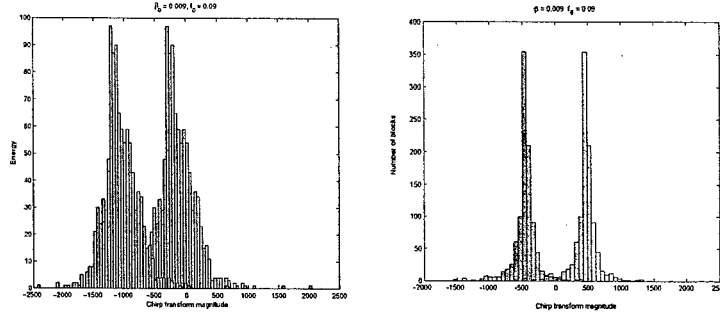 β₀ = 0.009, f₀ = 0.09
100
90
80
70
60
50
40
30
20
10
0
Energy
-2500 -2000 -1500 -1000 -500 0 500 1000 1500 2000 2500
Chirp transform magnitude
β = 0.009 f₀ = 0.09
400
350
300
250
200
150
100
50
0
Number of blocks
-2000 -1500 -1000 -500 0 500 1000 1500 2000
Chirp transform magnitude